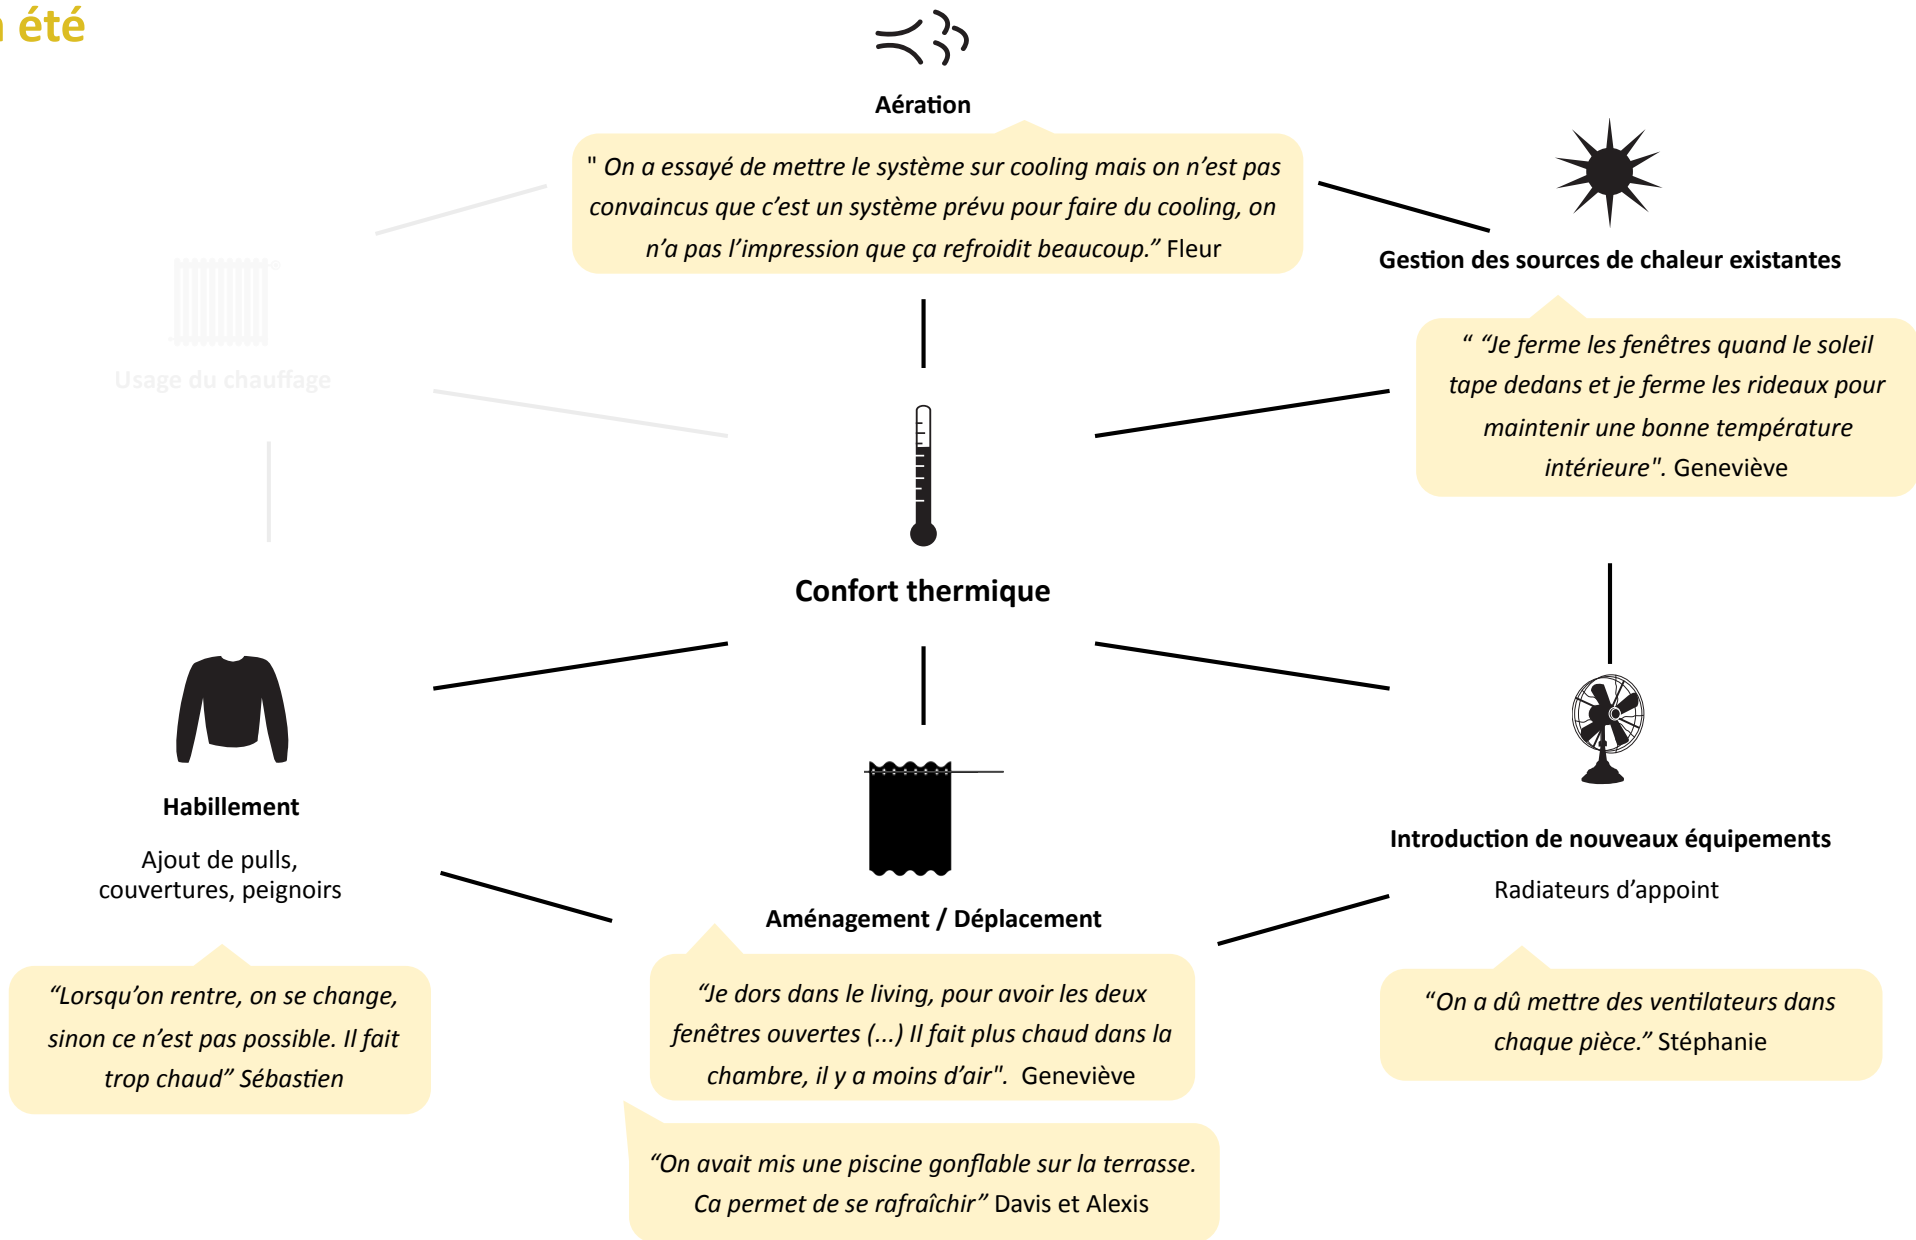 n été
Aération
" On a essayé de mettre le système sur cooling mais on n’est pas
convaincus que c’est un système prévu pour faire du cooling, on
n’a pas l’impression que ça refroidit beaucoup.” Fleur
Gestion des sources de chaleur existantes
“ “Je ferme les fenêtres quand le soleil
tape dedans et je ferme les rideaux pour
maintenir une bonne température
intérieure". Geneviève
Usage du chauffage
Confort thermique
Habillement
Ajout de pulls,
couvertures, peignoirs
“Lorsqu’on rentre, on se change,
sinon ce n’est pas possible. Il fait
trop chaud” Sébastien
Aménagement / Déplacement
“Je dors dans le living, pour avoir les deux
fenêtres ouvertes (...) Il fait plus chaud dans la
chambre, il y a moins d’air". Geneviève
“On avait mis une piscine gonflable sur la terrasse.
Ca permet de se rafraîchir” Davis et Alexis
Introduction de nouveaux équipements
Radiateurs d’appoint
“On a dû mettre des ventilateurs dans
chaque pièce.” Stéphanie